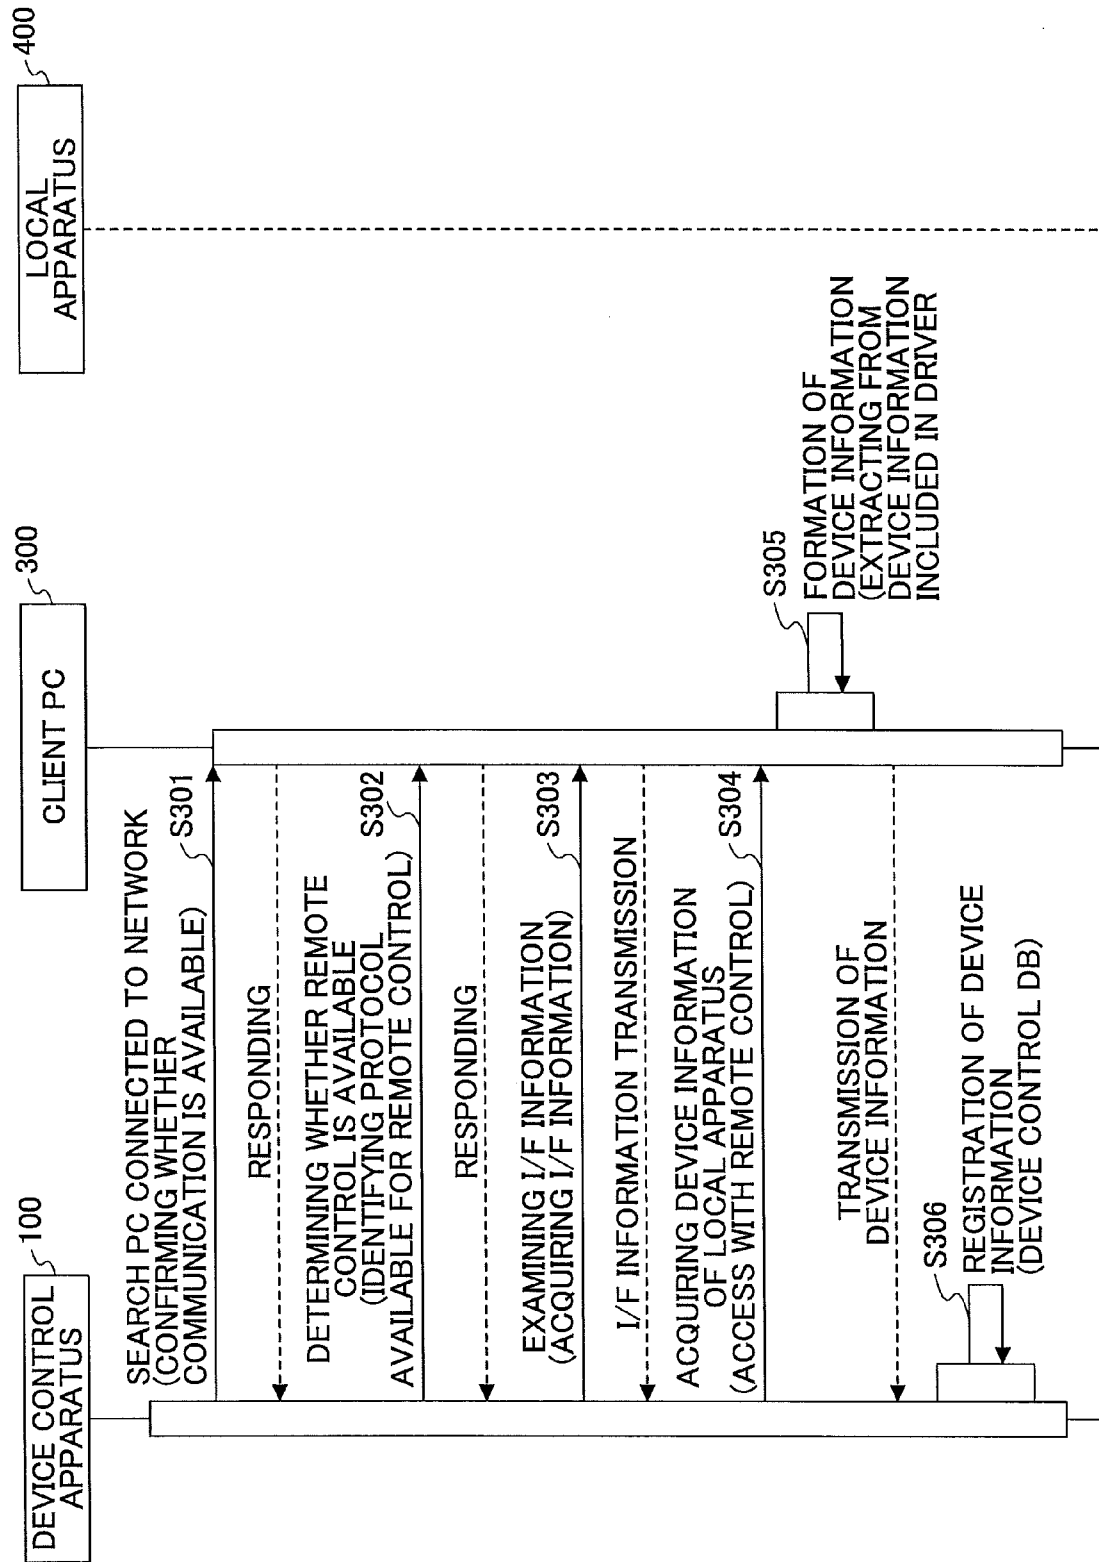 DEVICE CONTROL
APPARATUS
100
CLIENT PC
300
LOCAL
APPARATUS
400
SEARCH PC CONNECTED TO NETWORK
(CONFIRMING WHETHER
COMMUNICATION IS AVAILABLE)
S301
RESPONDING
DETERMINING WHETHER REMOTE
CONTROL IS AVAILABLE
(IDENTIFYING PROTOCOL
AVAILABLE FOR REMOTE CONTROL)
S302
RESPONDING
EXAMINING I/F INFORMATION
(ACQUIRING I/F INFORMATION)
S303
I/F INFORMATION TRANSMISSION
ACQUIRING DEVICE INFORMATION
OF LOCAL APPARATUS
(ACCESS WITH REMOTE CONTROL)
S304
S305
FORMATION OF
DEVICE INFORMATION
(EXTRACTING FROM
DEVICE INFORMATION
INCLUDED IN DRIVER
TRANSMISSION OF
DEVICE INFORMATION
S306
REGISTRATION OF DEVICE
INFORMATION
(DEVICE CONTROL DB)